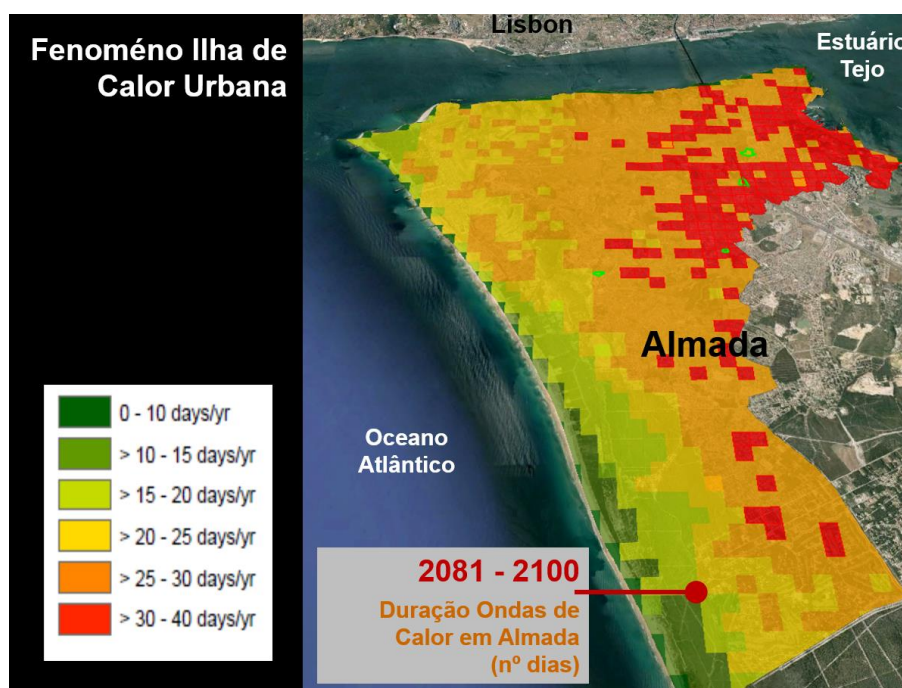 Fenoméno Ilha de
Calor Urbana
Lisbon
Estuário
Tejo
Almada
Oceano
Atlântico
0 - 10 days/yr
> 10 - 15 days/yr
> 15 - 20 days/yr
> 20 - 25 days/yr
> 25 - 30 days/yr
> 30 - 40 days/yr
2081 - 2100
Duração Ondas de
Calor em Almada
(nº dias)